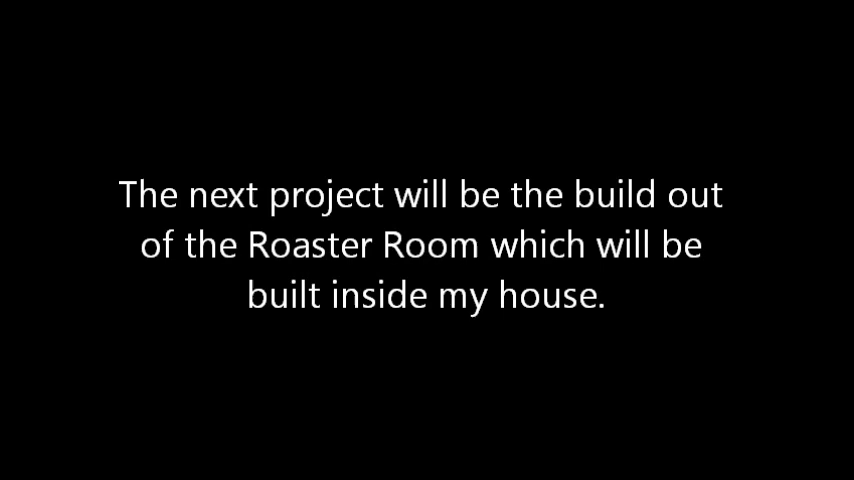 The next project will be the build out
of the Roaster Room which will be
built inside my house.